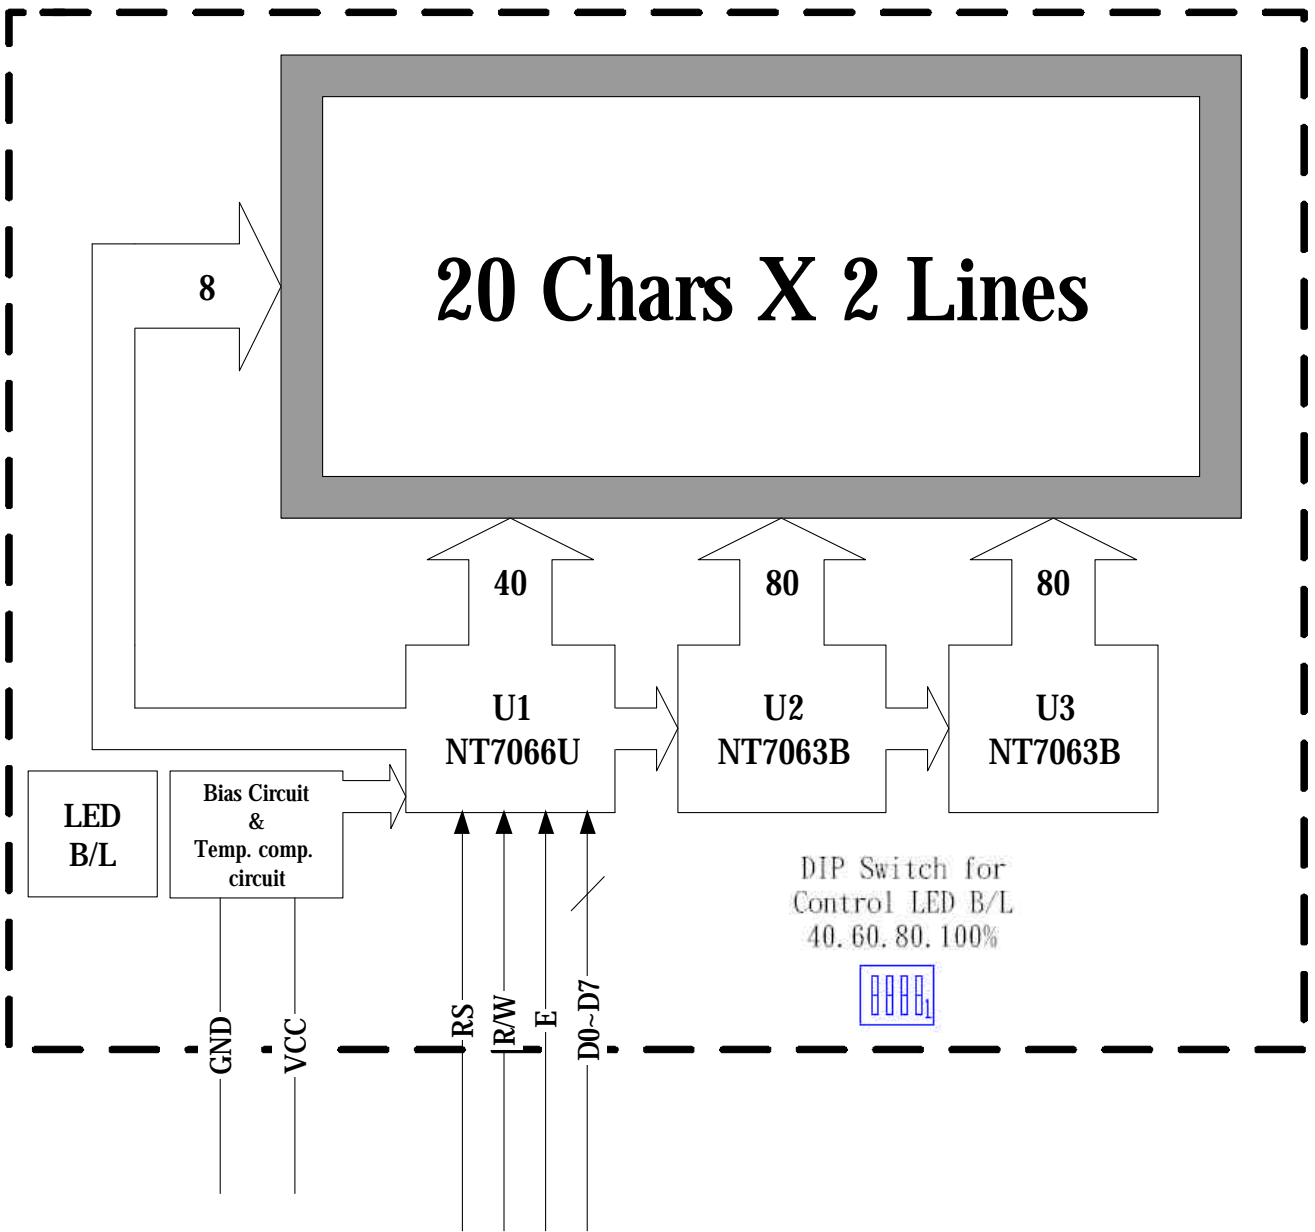 20 Chars X 2 Lines
8
40
80
80
U1
NT7066U
U2
NT7063B
U3
NT7063B
LED
B/L
Bias Circuit
&
Temp. comp.
circuit
DIP Switch for
Control LED B/L
40.60.80.100%
1
GND
VCC
RS
R/W
E
D0~D7